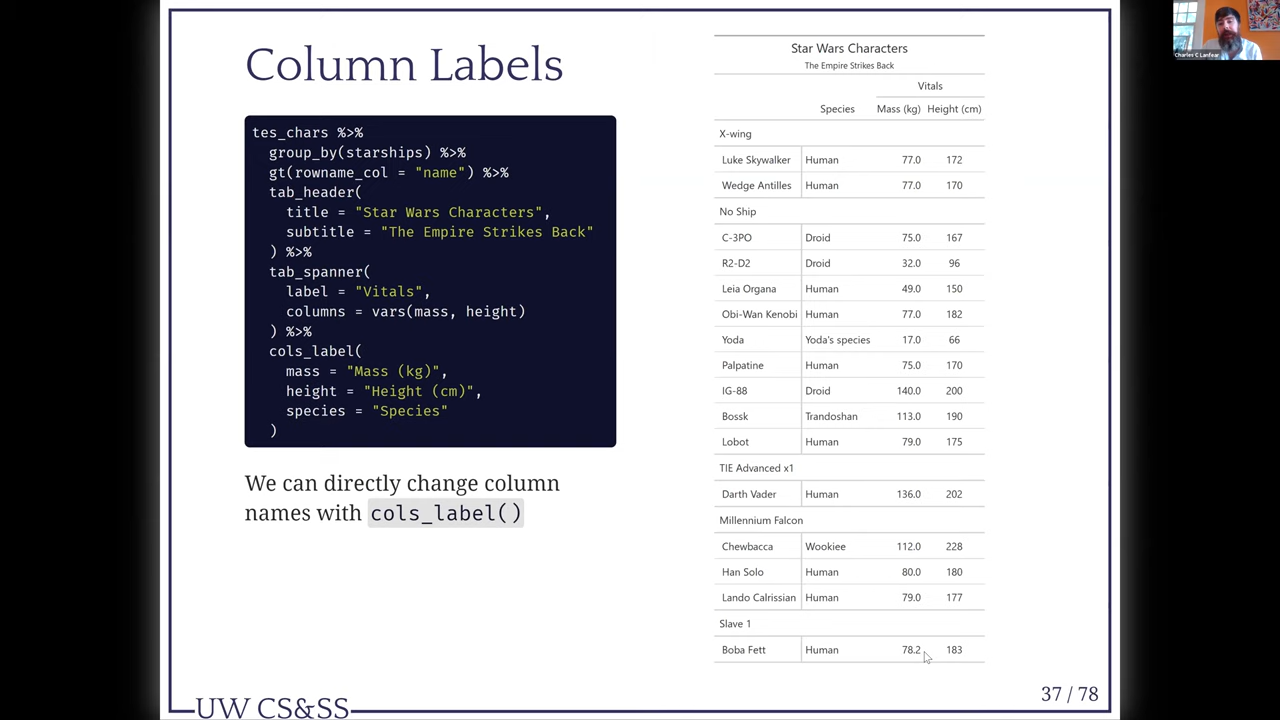 Column Labels
tes_chars %>%
group_by(starships) %>%
gt(rowname_col = "name") %>%
tab_header(
title = "Star Wars Characters",
subtitle = "The Empire Strikes Back"
) %>%
tab_spanner(
label = "Vitals",
columns = vars(mass, height)
) %>%
cols_label(
mass = "Mass (kg)",
height = "Height (cm)",
species = "Species"
)
We can directly change column
names with cols_label()
Star Wars Characters
The Empire Strikes Back
Vitals
Species Mass (kg) Height (cm)
X-wing
Luke Skywalker Human 77.0 172
Wedge Antilles Human 77.0 170
No Ship
C-3PO Droid 75.0 167
R2-D2 Droid 32.0 96
Leia Organa Human 49.0 150
Obi-Wan Kenobi Human 77.0 182
Yoda Yoda's species 17.0 66
Palpatine Human 75.0 170
IG-88 Droid 140.0 200
Bossk Trandoshan 113.0 190
Lobot Human 79.0 175
TIE Advanced x1
Darth Vader Human 136.0 202
Millennium Falcon
Chewbacca Wookiee 112.0 228
Han Solo Human 80.0 180
Lando Calrissian Human 79.0 177
Slave 1
Boba Fett Human 78.2 183
UW CS&SS
37 / 78
Charles C Lanfear